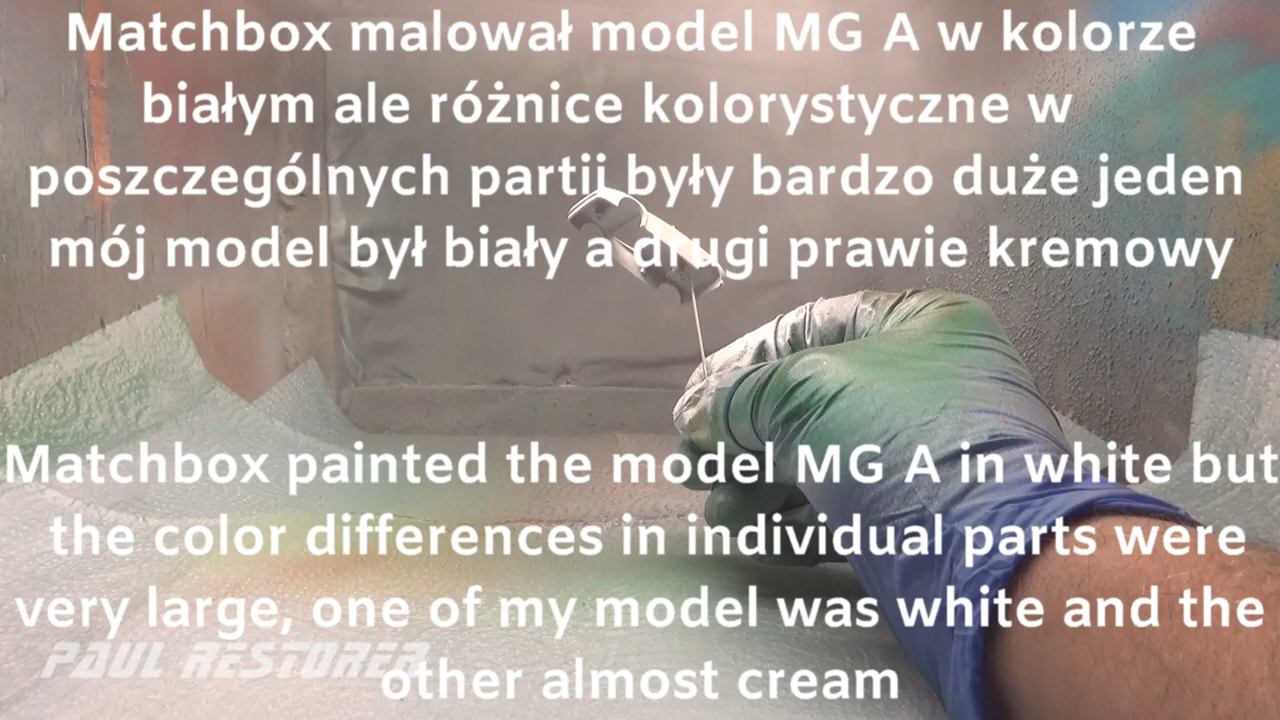 Matchbox malował model MG A w kolorze
białym ale różnice kolorystyczne w
poszczególnych partii były bardzo duże jeden
mój model był biały a drugi prawie kremowy
Matchbox painted the model MG A in white but
the color differences in individual parts were
very large, one of my model was white and the
PAUL RESTORER
other almost cream